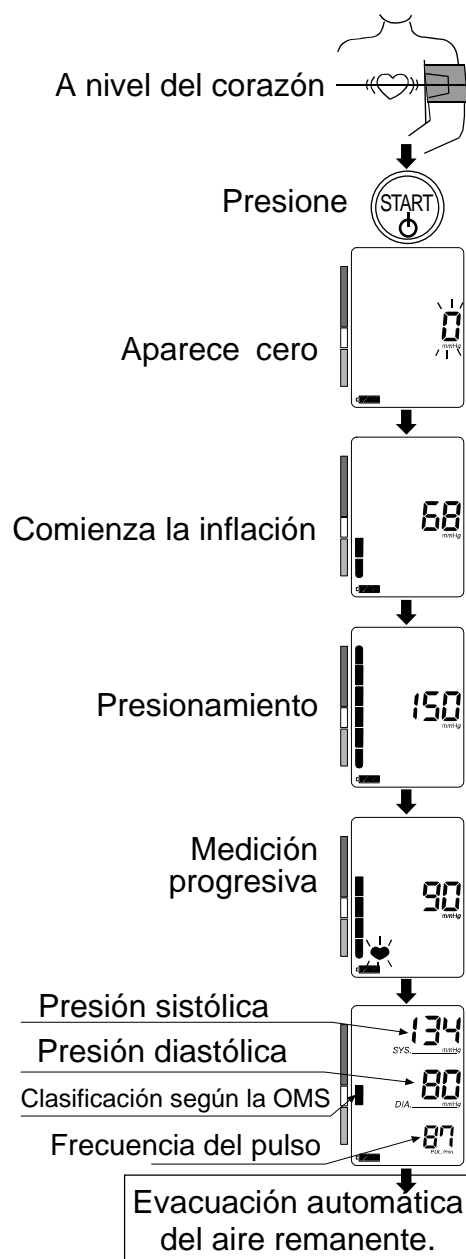 A nivel del corazón
Presione
START
Aparece cero
0
mmHg
Comienza la inflación
68
mmHg
Presionamiento
150
mmHg
Medición
progresiva
90
mmHg
Presión sistólica
134
SYS. mmHg
Presión diastólica
80
DIA. mmHg
Clasificación según la OMS
Frecuencia del pulso
87
PUL./min.
Evacuación automática
del aire remanente.